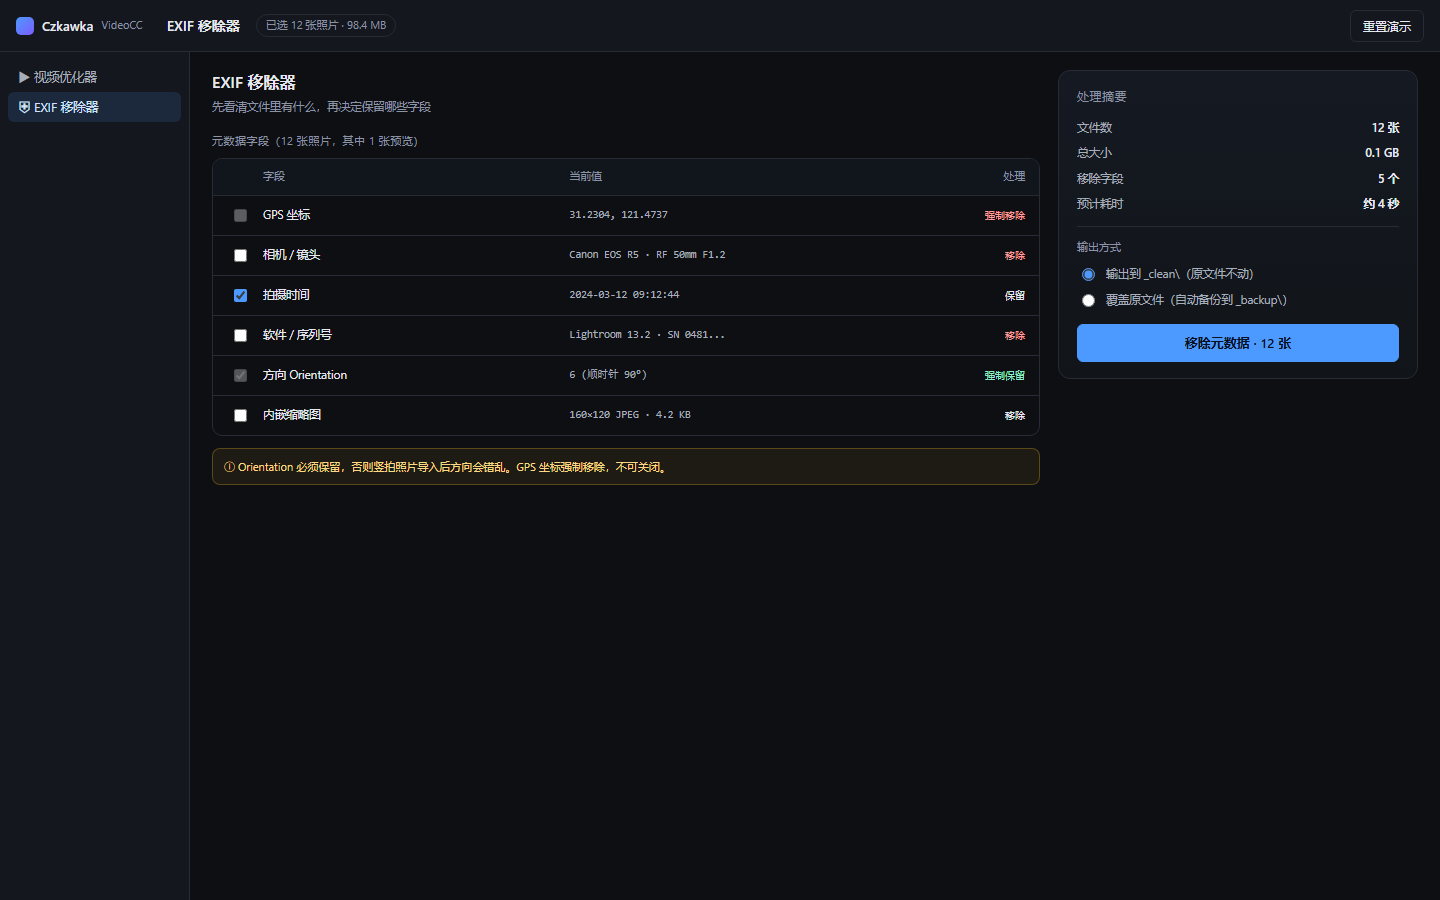 Czkawka VideoCC EXIF 移除器 已选 12 张照片 · 98.4 MB 重置演示
▶ 视频优化器
⛨ EXIF 移除器
EXIF 移除器
先看清文件里有什么，再决定保留哪些字段
元数据字段（12 张照片，其中 1 张预览）
字段 当前值 处理
GPS 坐标 31.2304, 121.4737 强制移除
相机 / 镜头 Canon EOS R5 · RF 50mm F1.2 移除
拍摄时间 2024-03-12 09:12:44 保留
软件 / 序列号 Lightroom 13.2 · SN 0481... 移除
方向 Orientation 6 (顺时针 90°) 强制保留
内嵌缩略图 160×120 JPEG · 4.2 KB 移除
ⓘ Orientation 必须保留，否则竖拍照片导入后方向会错乱。GPS 坐标强制移除，不可关闭。
处理摘要
文件数 12 张
总大小 0.1 GB
移除字段 5 个
预计耗时 约 4 秒
输出方式
输出到 _clean\（原文件不动）
覆盖原文件（自动备份到 _backup\）
移除元数据 · 12 张